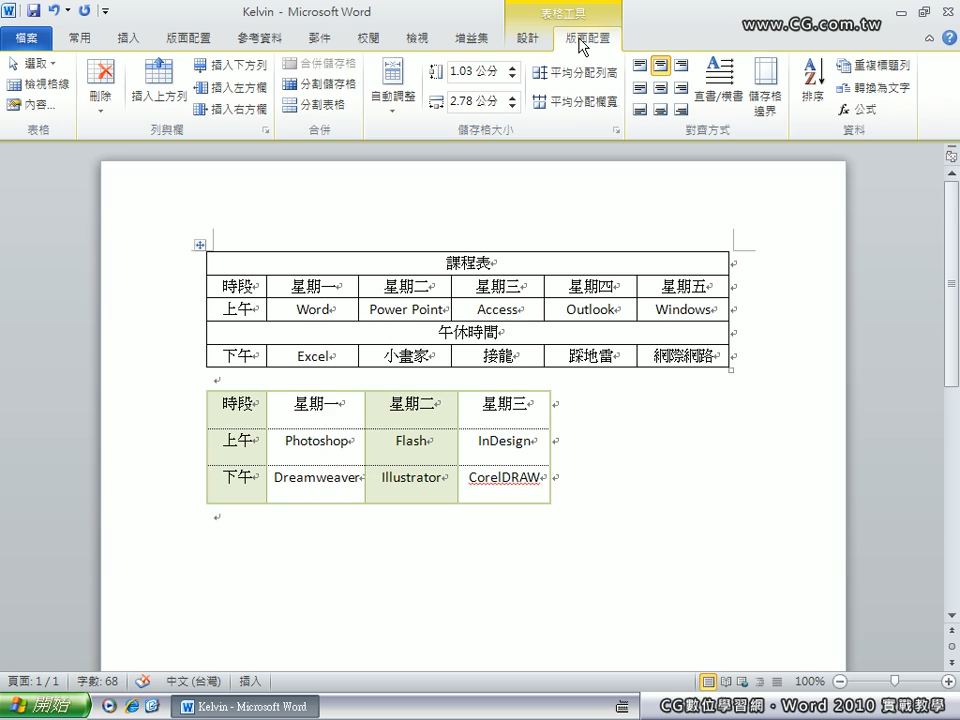 Kelvin - Microsoft Word
表格工具
www.CG.com.tw
檔案 常用 插入 版面配置 參考資料 郵件 校閱 檢視 增益集 設計 版面配置
選取
檢視格線
內容...
表格
刪除
插入上方列
插入下方列
插入左方欄
插入右方欄
列與欄
合併儲存格
分割儲存格
分割表格
合併
自動調整
1.03 公分
2.78 公分
平均分配列高
平均分配欄寬
儲存格大小
直書/橫書
儲存格
邊界
對齊方式
排序
重複標題列
轉換為文字
fx 公式
資料
課程表
時段 星期一 星期二 星期三 星期四 星期五
上午 Word Power Point Access Outlook Windows
午休時間
下午 Excel 小畫家 接龍 踩地雷 網際網路
時段 星期一 星期二 星期三
上午 Photoshop Flash InDesign
下午 Dreamweaver Illustrator CorelDRAW
頁面: 1 / 1 字數: 68 中文 (台灣) 插入 100%
開始 Kelvin - Microsoft Word CG數位學習網・Word 2010 實戰教學